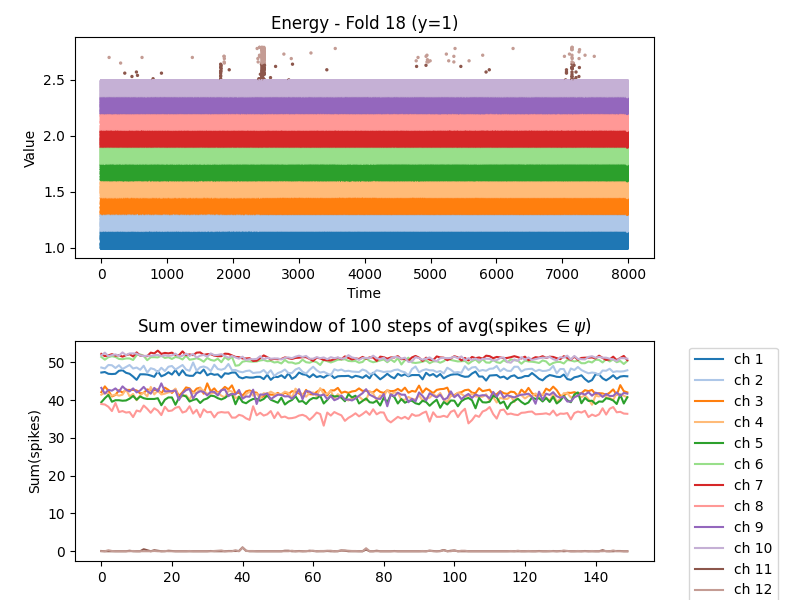 Energy - Fold 18 (y=1)
Value
2.5
2.0
1.5
1.0
0 1000 2000 3000 4000 5000 6000 7000 8000
Time
Sum over timewindow of 100 steps of avg(spikes ∈ ψ)
Sum(spikes)
50
40
30
20
10
0
0 20 40 60 80 100 120 140
ch 1
ch 2
ch 3
ch 4
ch 5
ch 6
ch 7
ch 8
ch 9
ch 10
ch 11
ch 12